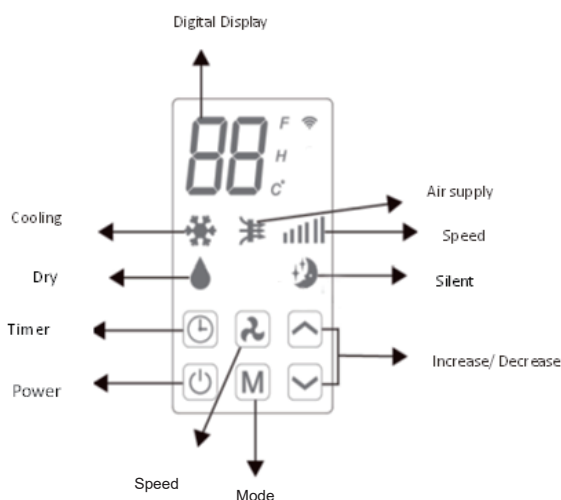 Digital Display
88 F
H
C°
Cooling
Air supply
Speed
Dry
Silent
Timer
Increase/ Decrease
Power
M
Speed
Mode